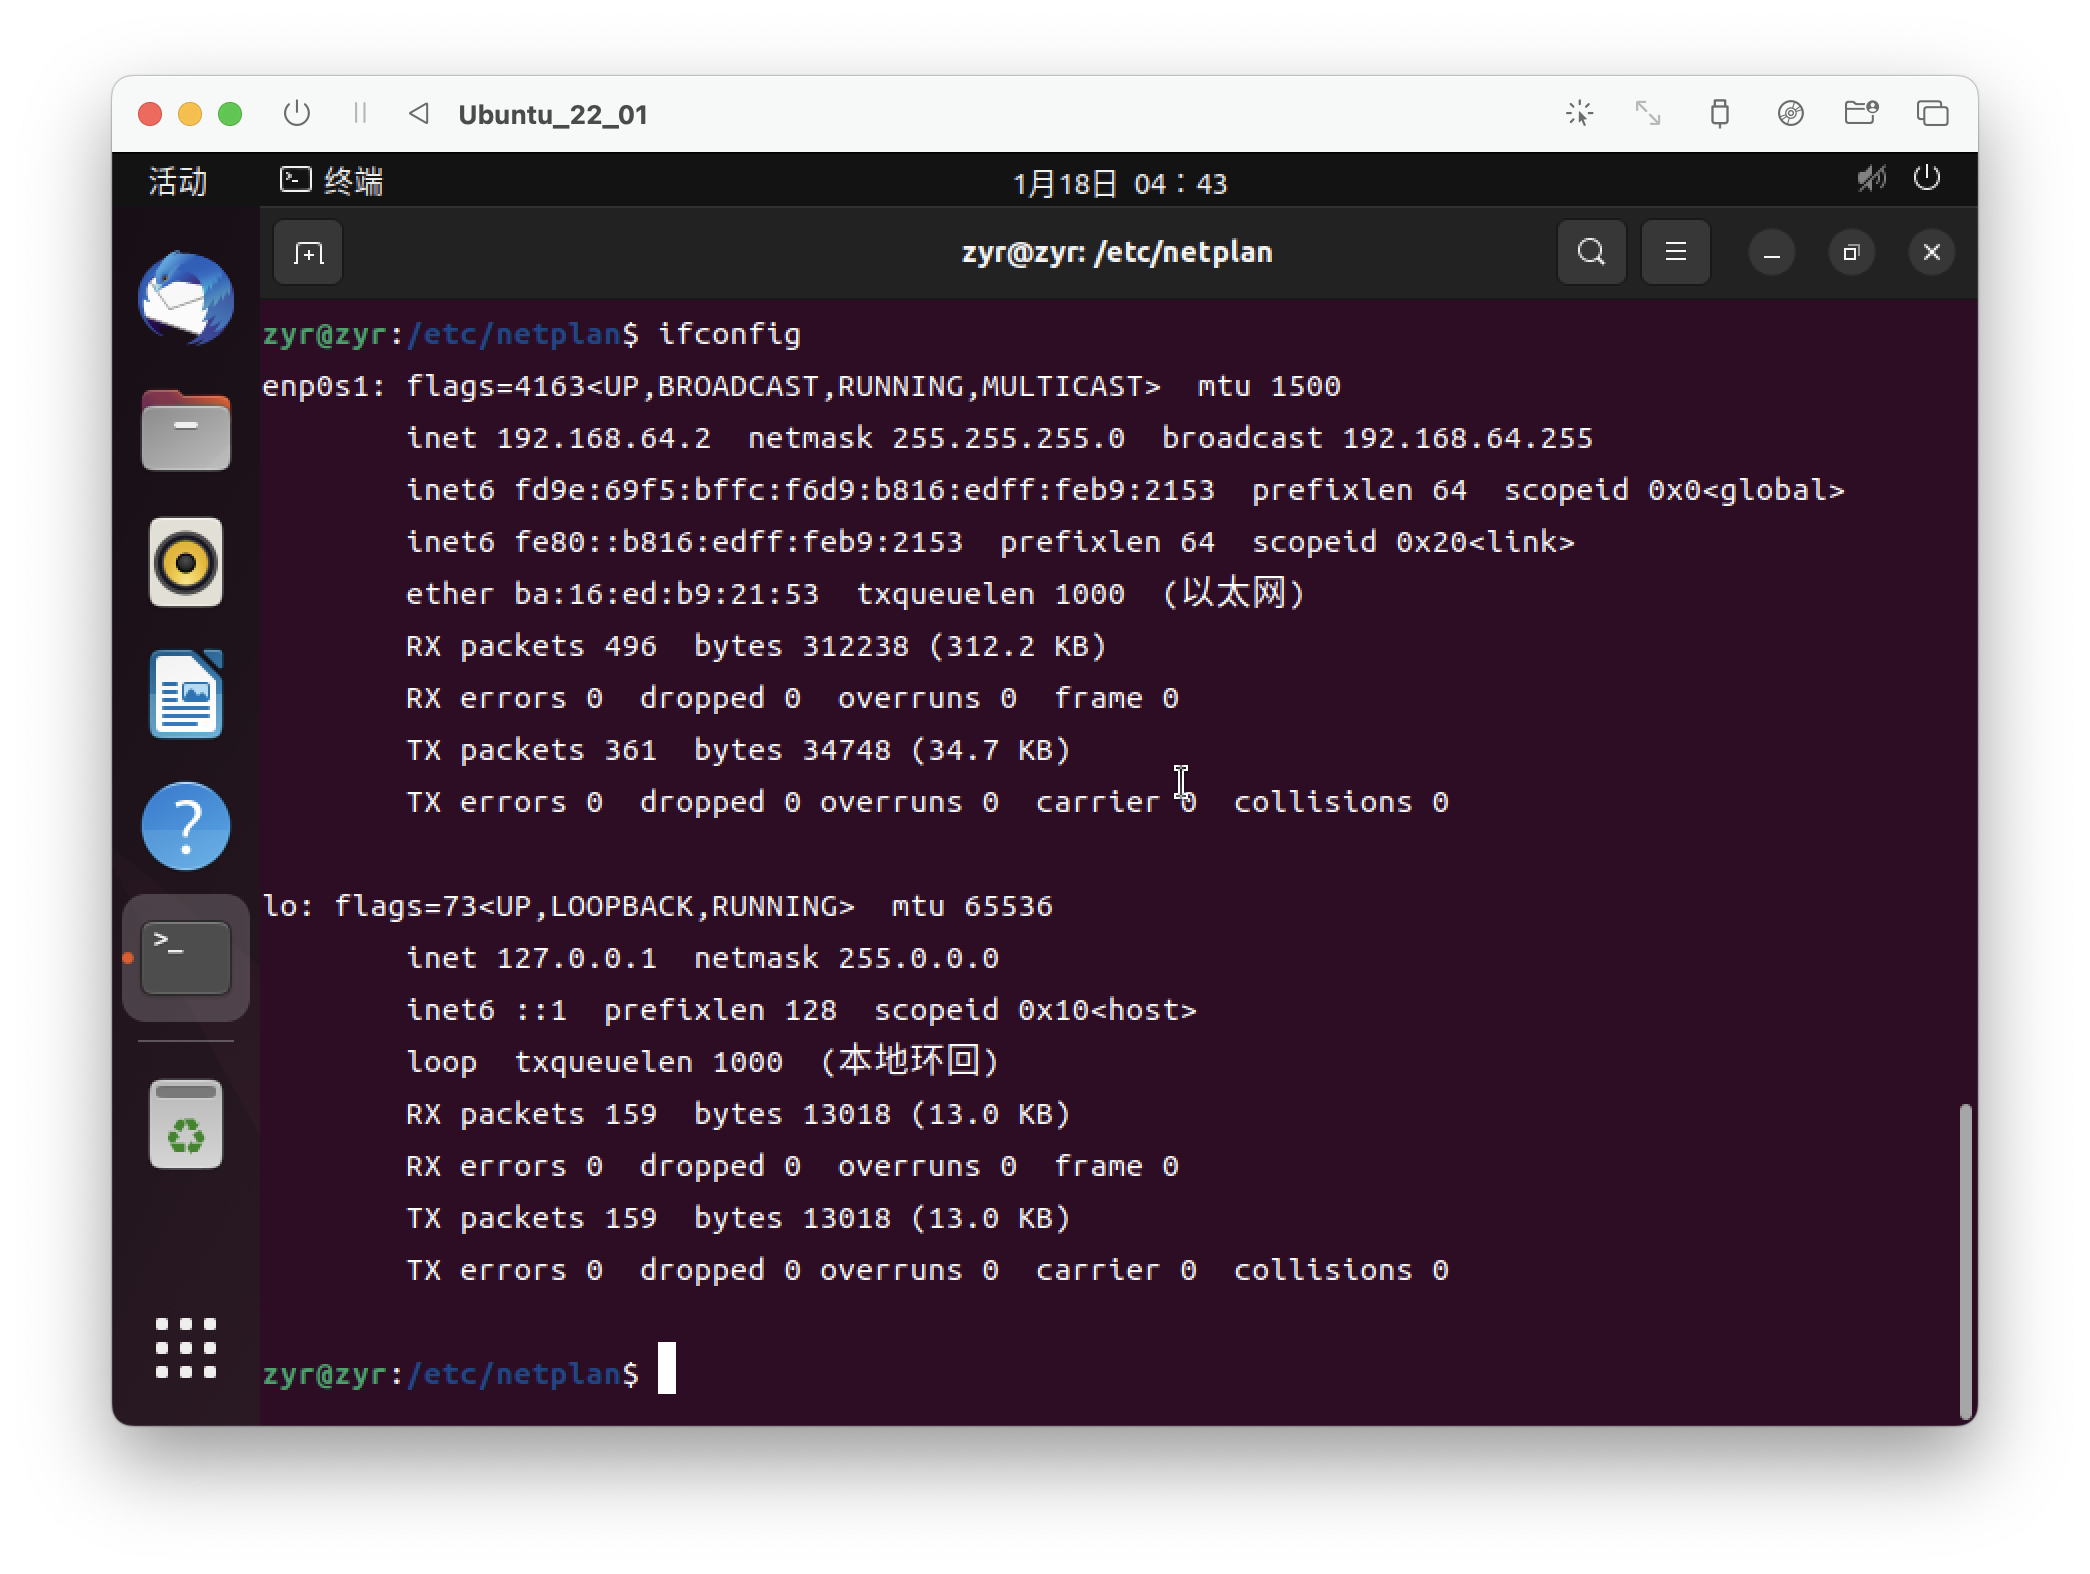 Ubuntu_22_01
活动 终端 1月18日 04：43
zyr@zyr: /etc/netplan
zyr@zyr:/etc/netplan$ ifconfig
enp0s1: flags=4163<UP,BROADCAST,RUNNING,MULTICAST>  mtu 1500
        inet 192.168.64.2  netmask 255.255.255.0  broadcast 192.168.64.255
        inet6 fd9e:69f5:bffc:f6d9:b816:edff:feb9:2153  prefixlen 64  scopeid 0x0<global>
        inet6 fe80::b816:edff:feb9:2153  prefixlen 64  scopeid 0x20<link>
        ether ba:16:ed:b9:21:53  txqueuelen 1000  (以太网)
        RX packets 496  bytes 312238 (312.2 KB)
        RX errors 0  dropped 0  overruns 0  frame 0
        TX packets 361  bytes 34748 (34.7 KB)
        TX errors 0  dropped 0 overruns 0  carrier 0  collisions 0
lo: flags=73<UP,LOOPBACK,RUNNING>  mtu 65536
        inet 127.0.0.1  netmask 255.0.0.0
        inet6 ::1  prefixlen 128  scopeid 0x10<host>
        loop  txqueuelen 1000  (本地环回)
        RX packets 159  bytes 13018 (13.0 KB)
        RX errors 0  dropped 0  overruns 0  frame 0
        TX packets 159  bytes 13018 (13.0 KB)
        TX errors 0  dropped 0 overruns 0  carrier 0  collisions 0
zyr@zyr:/etc/netplan$